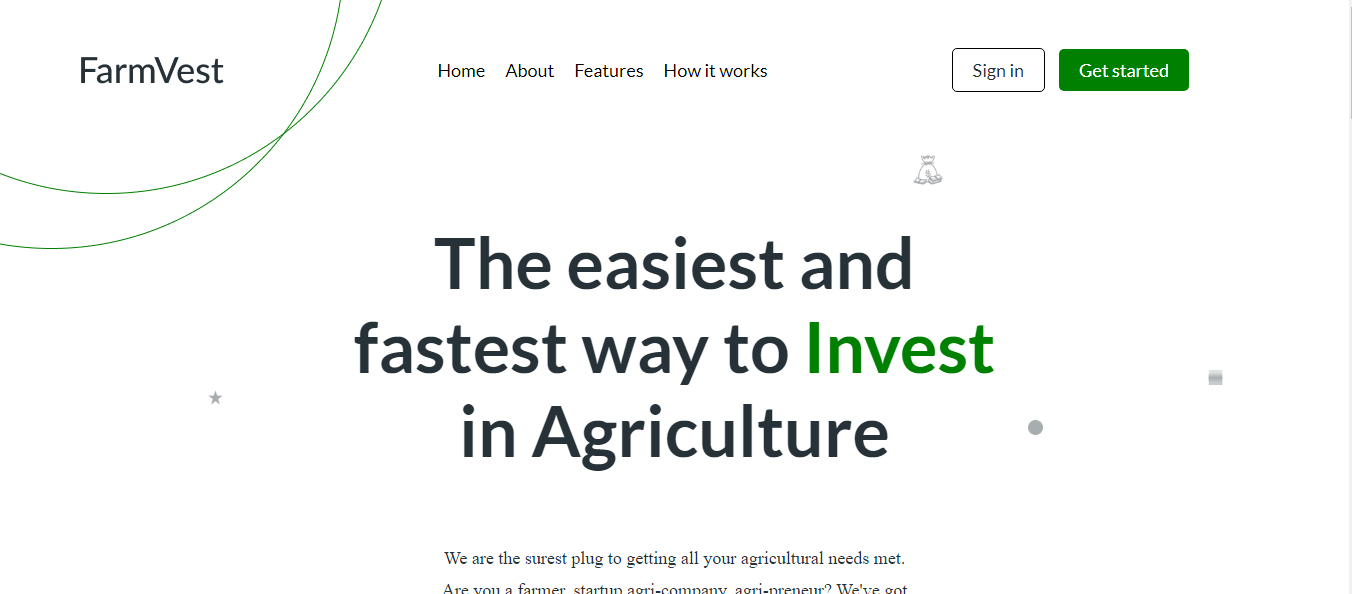 FarmVest
Home About Features How it works
Sign in
Get started
The easiest and
fastest way to Invest
in Agriculture
We are the surest plug to getting all your agricultural needs met.
Are you a farmer, startup agri-company, agri-preneur? We've got